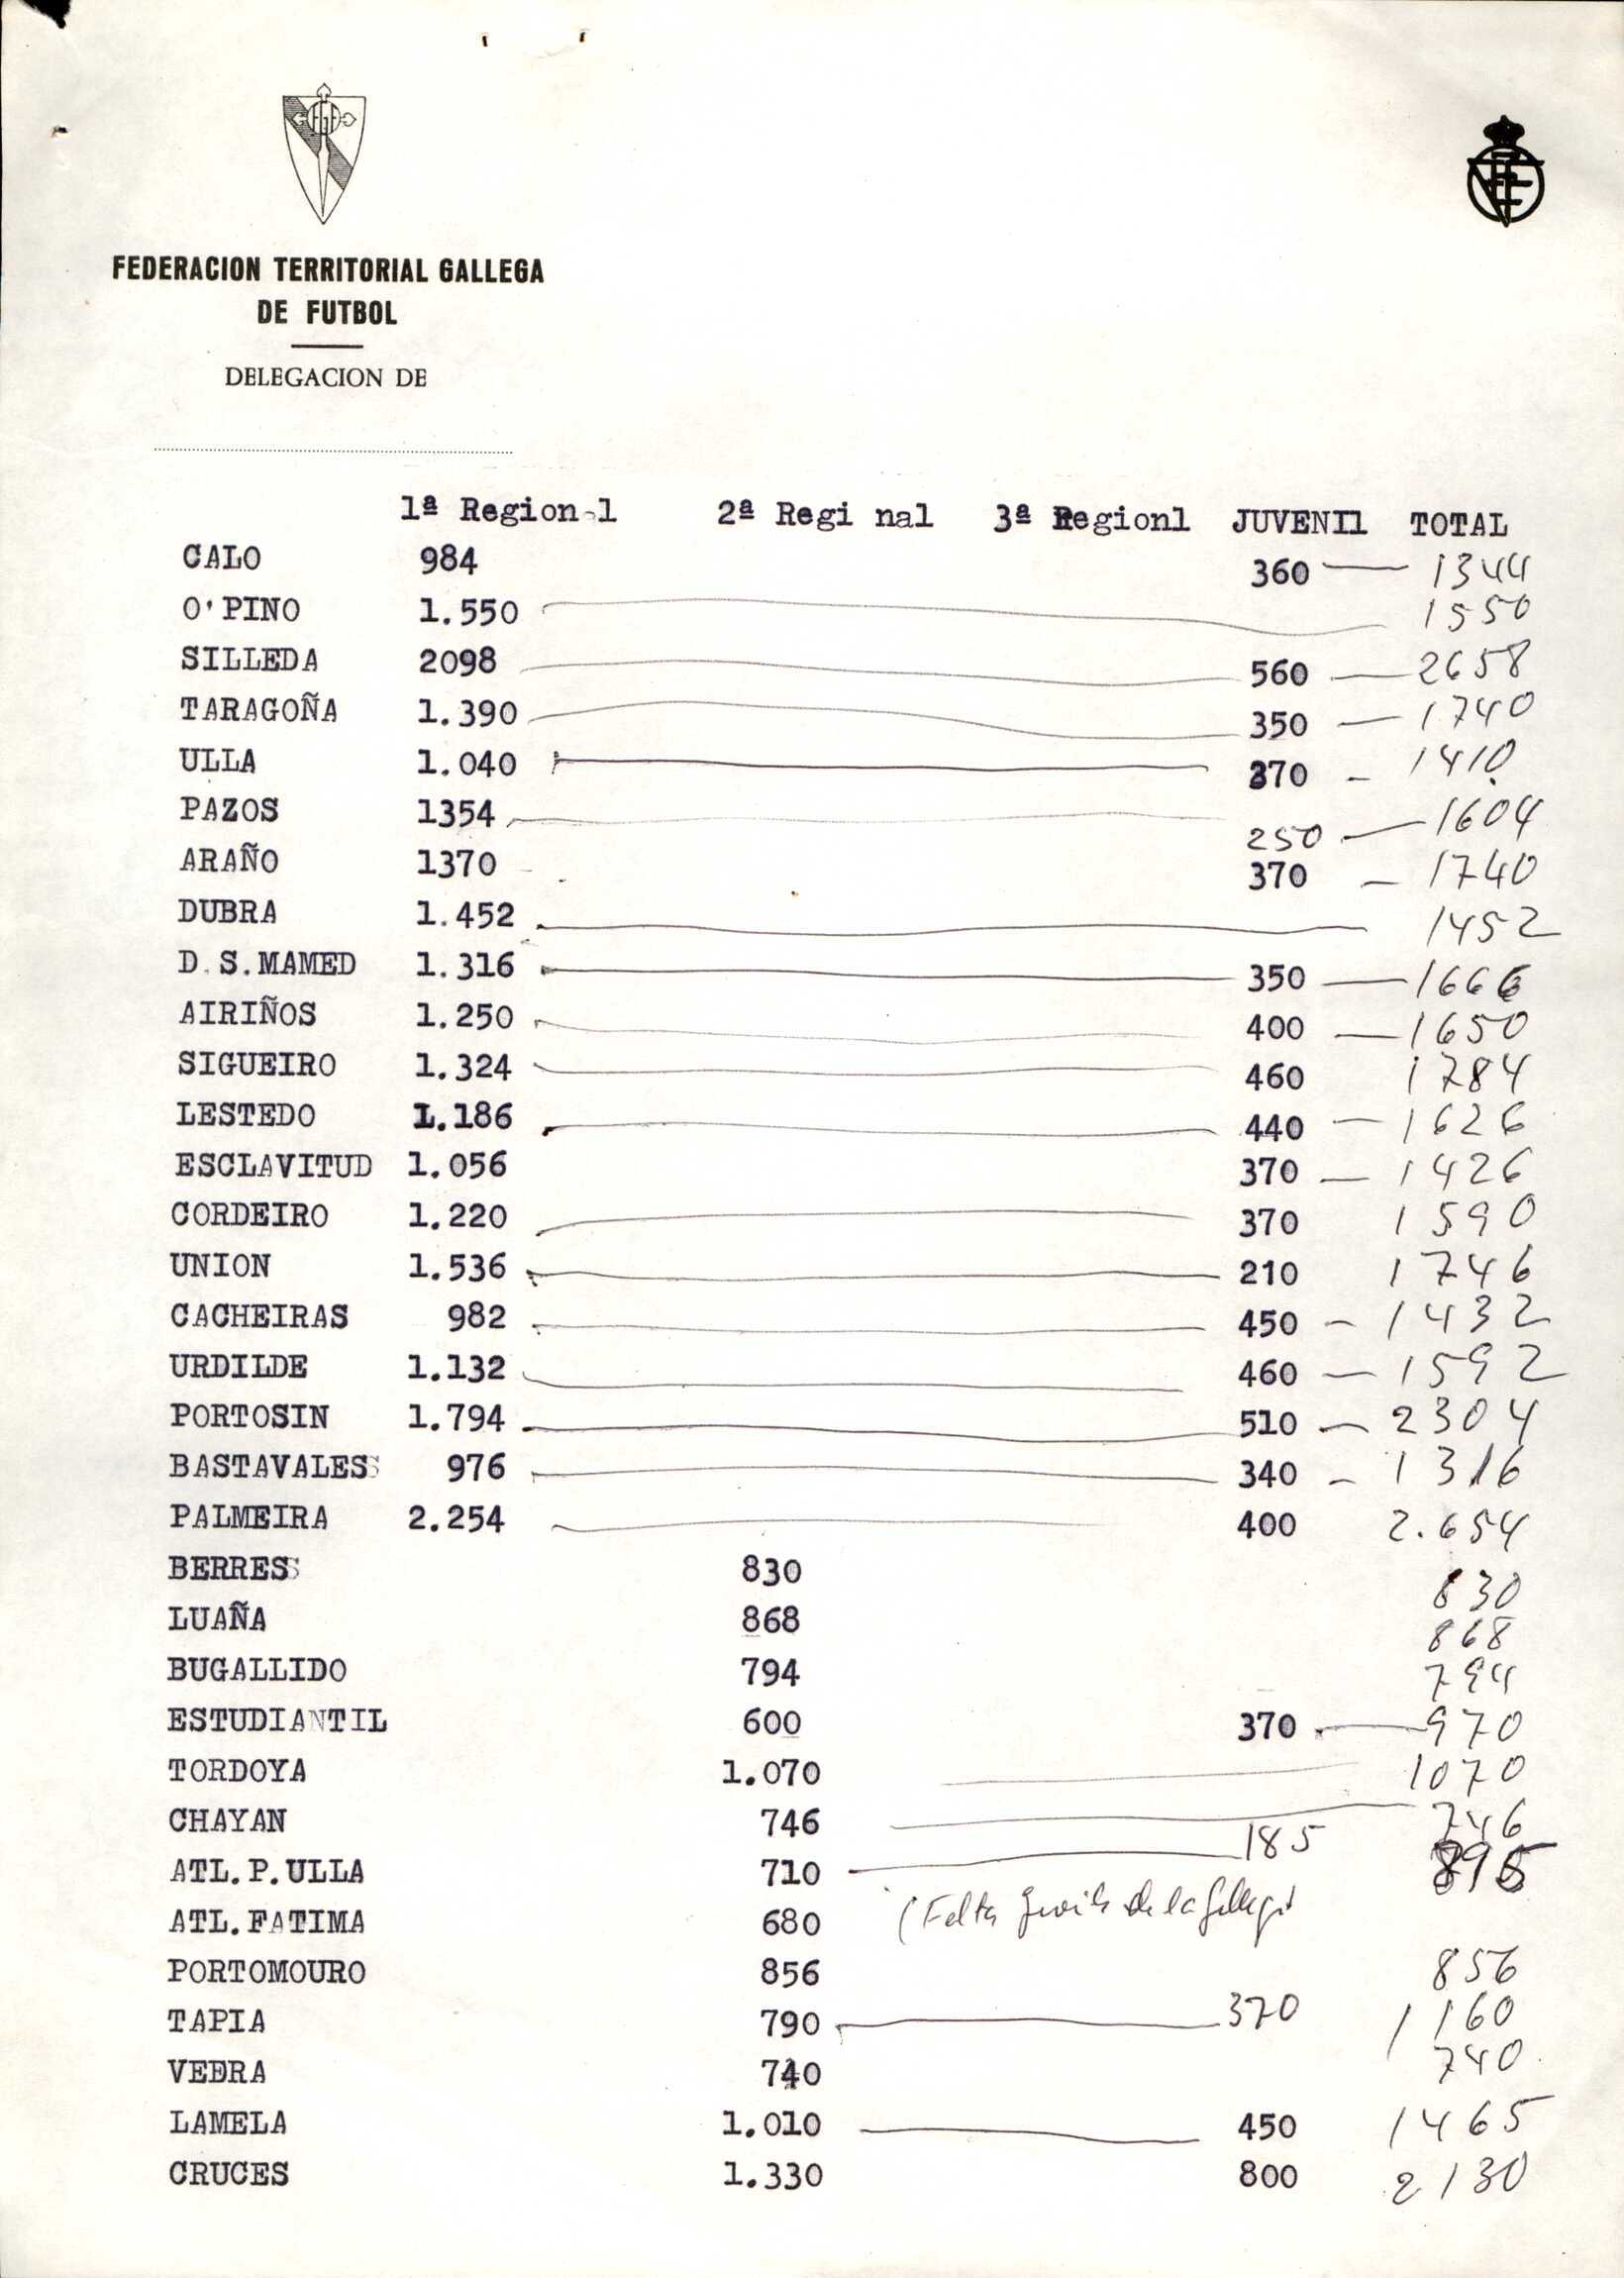 FGF
FEDERACION TERRITORIAL GALLEGA
DE FUTBOL
DELEGACION DE
1ª Region l 2ª Regi nal 3ª Regionl JUVENIl TOTAL
CALO 984 360 — 1344
O'PINO 1.550 1550
SILLEDA 2098 560 — 2658
TARAGOÑA 1.390 350 — 1740
ULLA 1.040 370 - 1410
PAZOS 1354 250 — 1604
ARAÑO 1370 370 — 1740
DUBRA 1.452 1452
D.S.MAMED 1.316 350 — 1666
AIRIÑOS 1.250 400 — 1650
SIGUEIRO 1.324 460 1784
LESTEDO 1.186 440 — 1626
ESCLAVITUD 1.056 370 — 1426
CORDEIRO 1.220 370 1590
UNION 1.536 210 1746
CACHEIRAS 982 450 - 1432
URDILDE 1.132 460 — 1592
PORTOSIN 1.794 510 — 2304
BASTAVALES 976 340 - 1316
PALMEIRA 2.254 400 2.654
BERRES 830 830
LUAÑA 868 868
BUGALLIDO 794 794
ESTUDIANTIL 600 370 — 970
TORDOYA 1.070 1070
CHAYAN 746 746
ATL.P.ULLA 710 185 895
ATL.FATIMA 680 (Falta de la
PORTOMOURO 856 856
TAPIA 790 370 1160
VEDRA 740 740
LAMELA 1.010 450 1465
CRUCES 1.330 800 2130